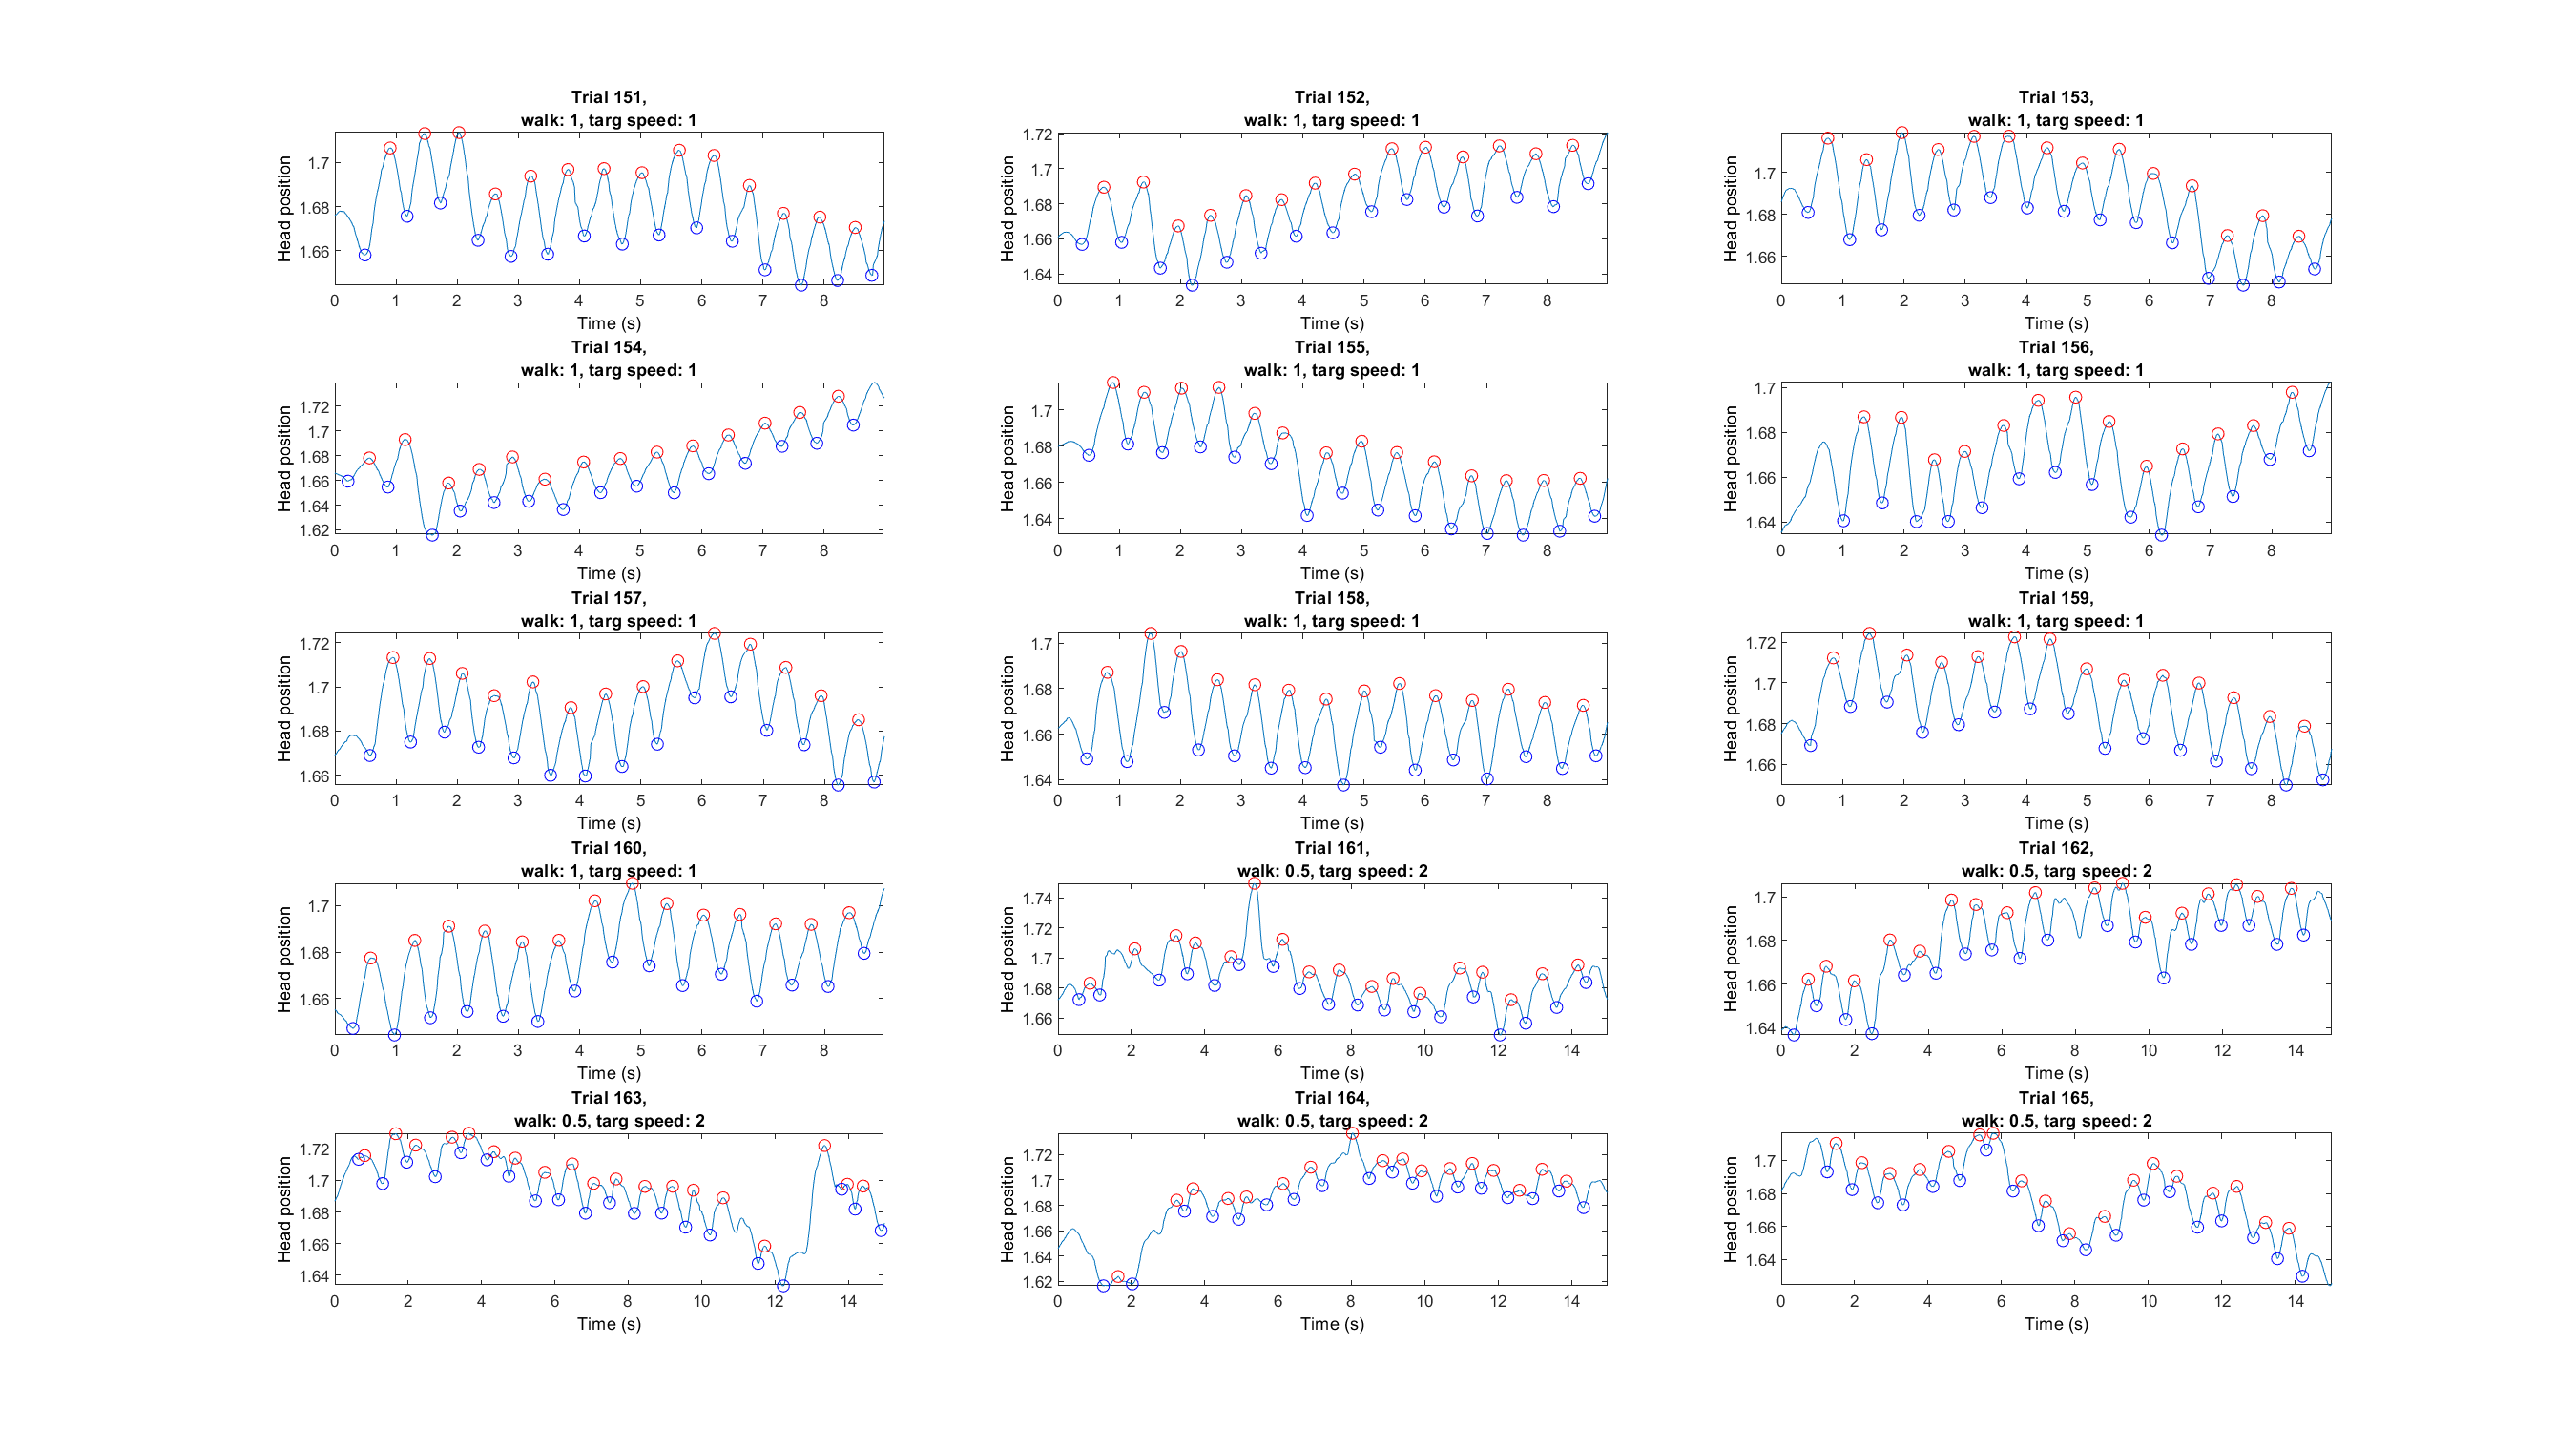 Trial 151,
walk: 1, targ speed: 1
Head position
1.7
1.68
1.66
0 1 2 3 4 5 6 7 8
Time (s)
Trial 152,
walk: 1, targ speed: 1
Head position
1.72
1.7
1.68
1.66
1.64
0 1 2 3 4 5 6 7 8
Time (s)
Trial 153,
walk: 1, targ speed: 1
Head position
1.7
1.68
1.66
0 1 2 3 4 5 6 7 8
Time (s)
Trial 154,
walk: 1, targ speed: 1
Head position
1.72
1.7
1.68
1.66
1.64
1.62
0 1 2 3 4 5 6 7 8
Time (s)
Trial 155,
walk: 1, targ speed: 1
Head position
1.7
1.68
1.66
1.64
0 1 2 3 4 5 6 7 8
Time (s)
Trial 156,
walk: 1, targ speed: 1
Head position
1.7
1.68
1.66
1.64
0 1 2 3 4 5 6 7 8
Time (s)
Trial 157,
walk: 1, targ speed: 1
Head position
1.72
1.7
1.68
1.66
0 1 2 3 4 5 6 7 8
Time (s)
Trial 158,
walk: 1, targ speed: 1
Head position
1.7
1.68
1.66
1.64
0 1 2 3 4 5 6 7 8
Time (s)
Trial 159,
walk: 1, targ speed: 1
Head position
1.72
1.7
1.68
1.66
0 1 2 3 4 5 6 7 8
Time (s)
Trial 160,
walk: 1, targ speed: 1
Head position
1.7
1.68
1.66
0 1 2 3 4 5 6 7 8
Time (s)
Trial 161,
walk: 0.5, targ speed: 2
Head position
1.74
1.72
1.7
1.68
1.66
0 2 4 6 8 10 12 14
Time (s)
Trial 162,
walk: 0.5, targ speed: 2
Head position
1.7
1.68
1.66
1.64
0 2 4 6 8 10 12 14
Time (s)
Trial 163,
walk: 0.5, targ speed: 2
Head position
1.72
1.7
1.68
1.66
1.64
0 2 4 6 8 10 12 14
Time (s)
Trial 164,
walk: 0.5, targ speed: 2
Head position
1.72
1.7
1.68
1.66
1.64
1.62
0 2 4 6 8 10 12 14
Time (s)
Trial 165,
walk: 0.5, targ speed: 2
Head position
1.7
1.68
1.66
1.64
0 2 4 6 8 10 12 14
Time (s)